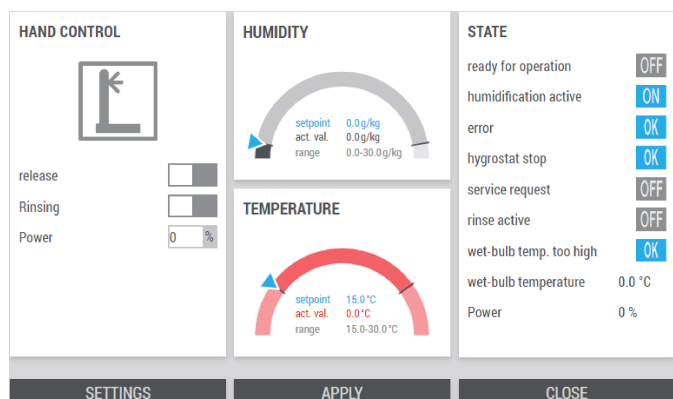 HAND CONTROL
release
Rinsing
Power 0 %
HUMIDITY
setpoint 0.0 g/kg
act. val. 0.0 g/kg
range 0.0-30.0 g/kg
TEMPERATURE
setpoint 15.0 °C
act. val. 0.0 °C
range 15.0-30.0 °C
STATE
ready for operation OFF
humidification active ON
error OK
hygrostat stop OK
service request OFF
rinse active OFF
wet-bulb temp. too high OK
wet-bulb temperature 0.0 °C
Power 0 %
SETTINGS APPLY CLOSE